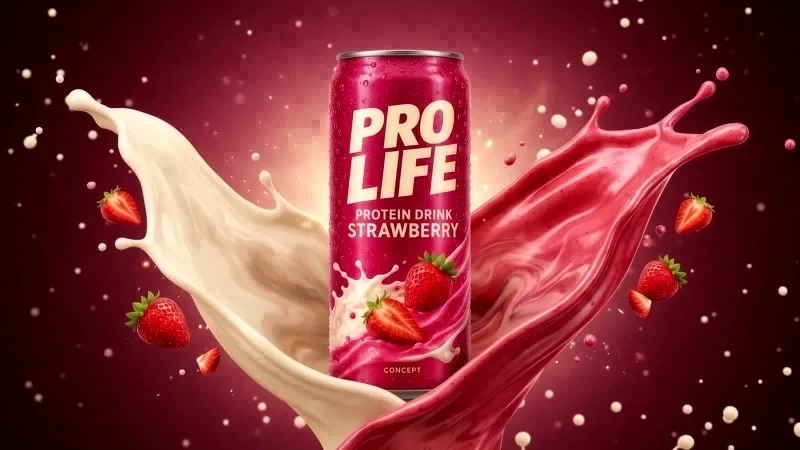 PRO
LIFE
PROTEIN DRINK
STRAWBERRY
CONCEPT